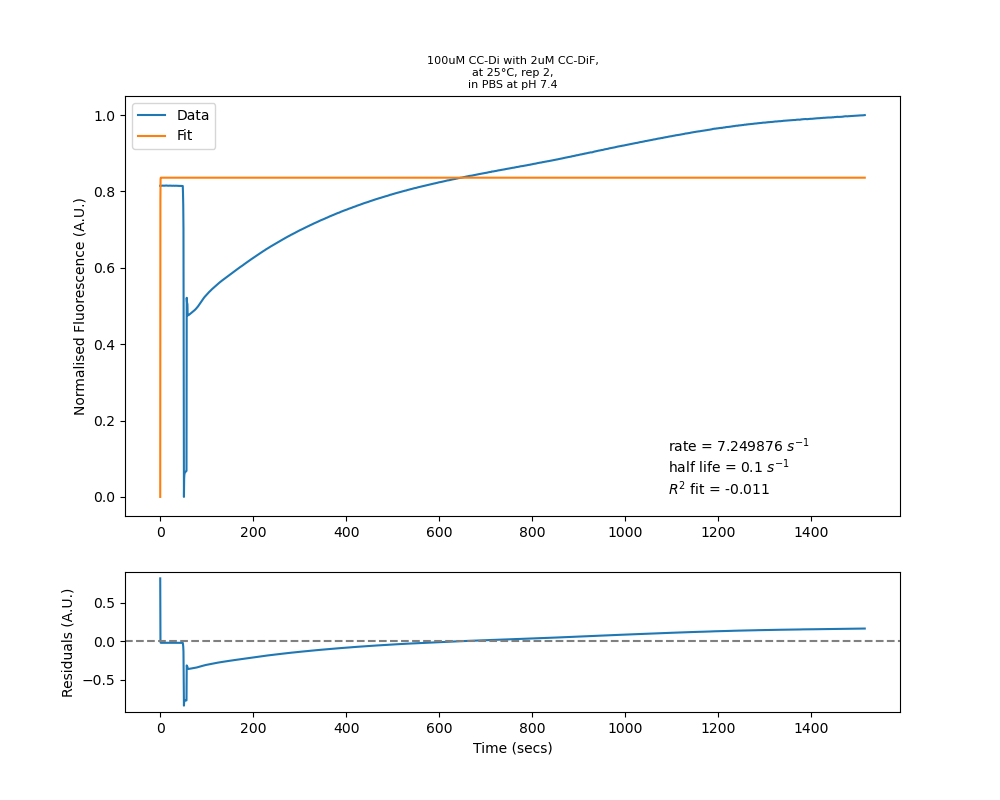 100uM CC-Di with 2uM CC-DiF,
at 25°C, rep 2,
in PBS at pH 7.4
Data
Fit
Normalised Fluorescence (A.U.)
1.0
0.8
0.6
0.4
0.2
0.0
rate = 7.249876 s⁻¹
half life = 0.1 s⁻¹
R² fit = -0.011
0 200 400 600 800 1000 1200 1400
Residuals (A.U.)
0.5
0.0
−0.5
0 200 400 600 800 1000 1200 1400
Time (secs)